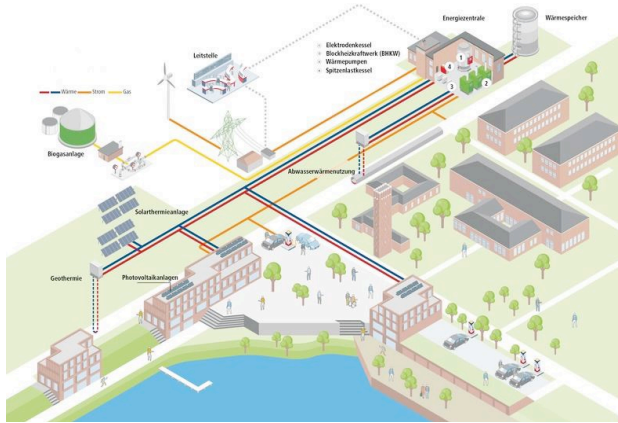 Energiezentrale
Wärmespeicher
Leitstelle
Elektrodenkessel
Blockheizkraftwerk (BHKW)
Wärmepumpen
Spitzenlastkessel
1
4
3
2
Wärme
Strom
Gas
Biogasanlage
Abwasserwärmenutzung
Solarthermieanlage
Geothermie
Photovoltaikanlagen